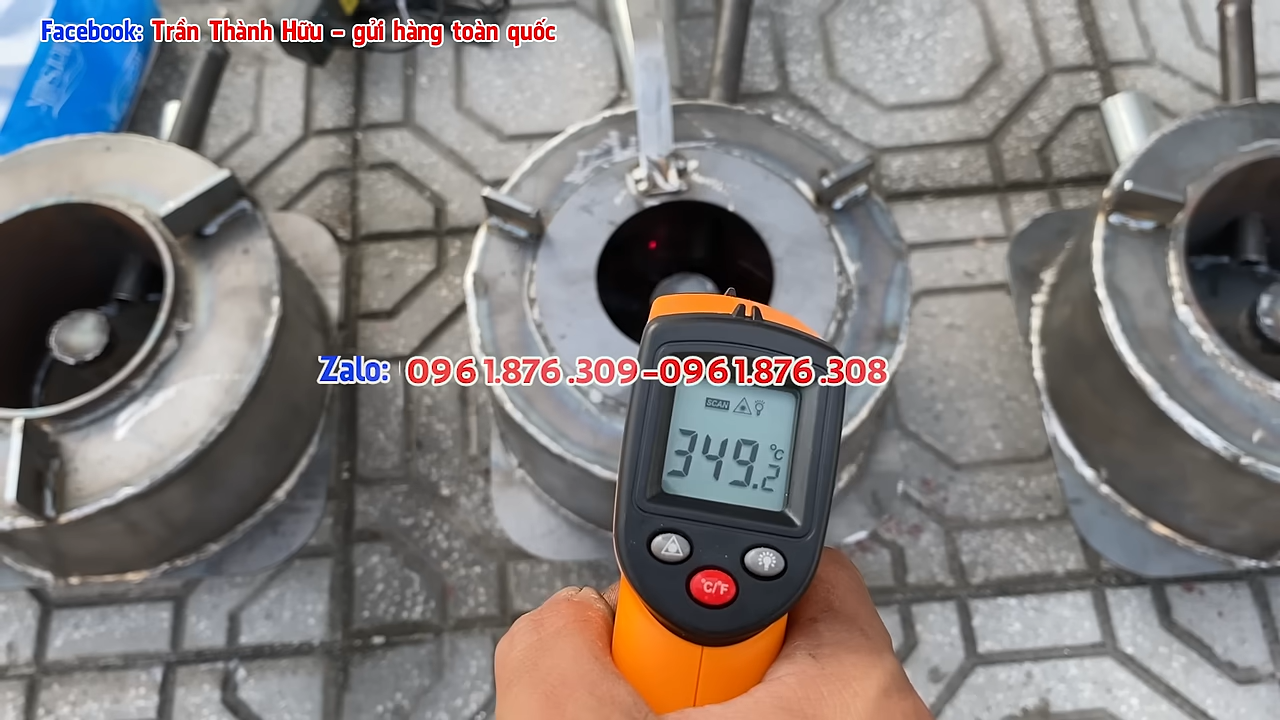 Facebook: Trần Thành Hữu - gửi hàng toàn quốc
Zalo: 0961.876.309-0961.876.308
SCAN
349.2 °C
°C/°F